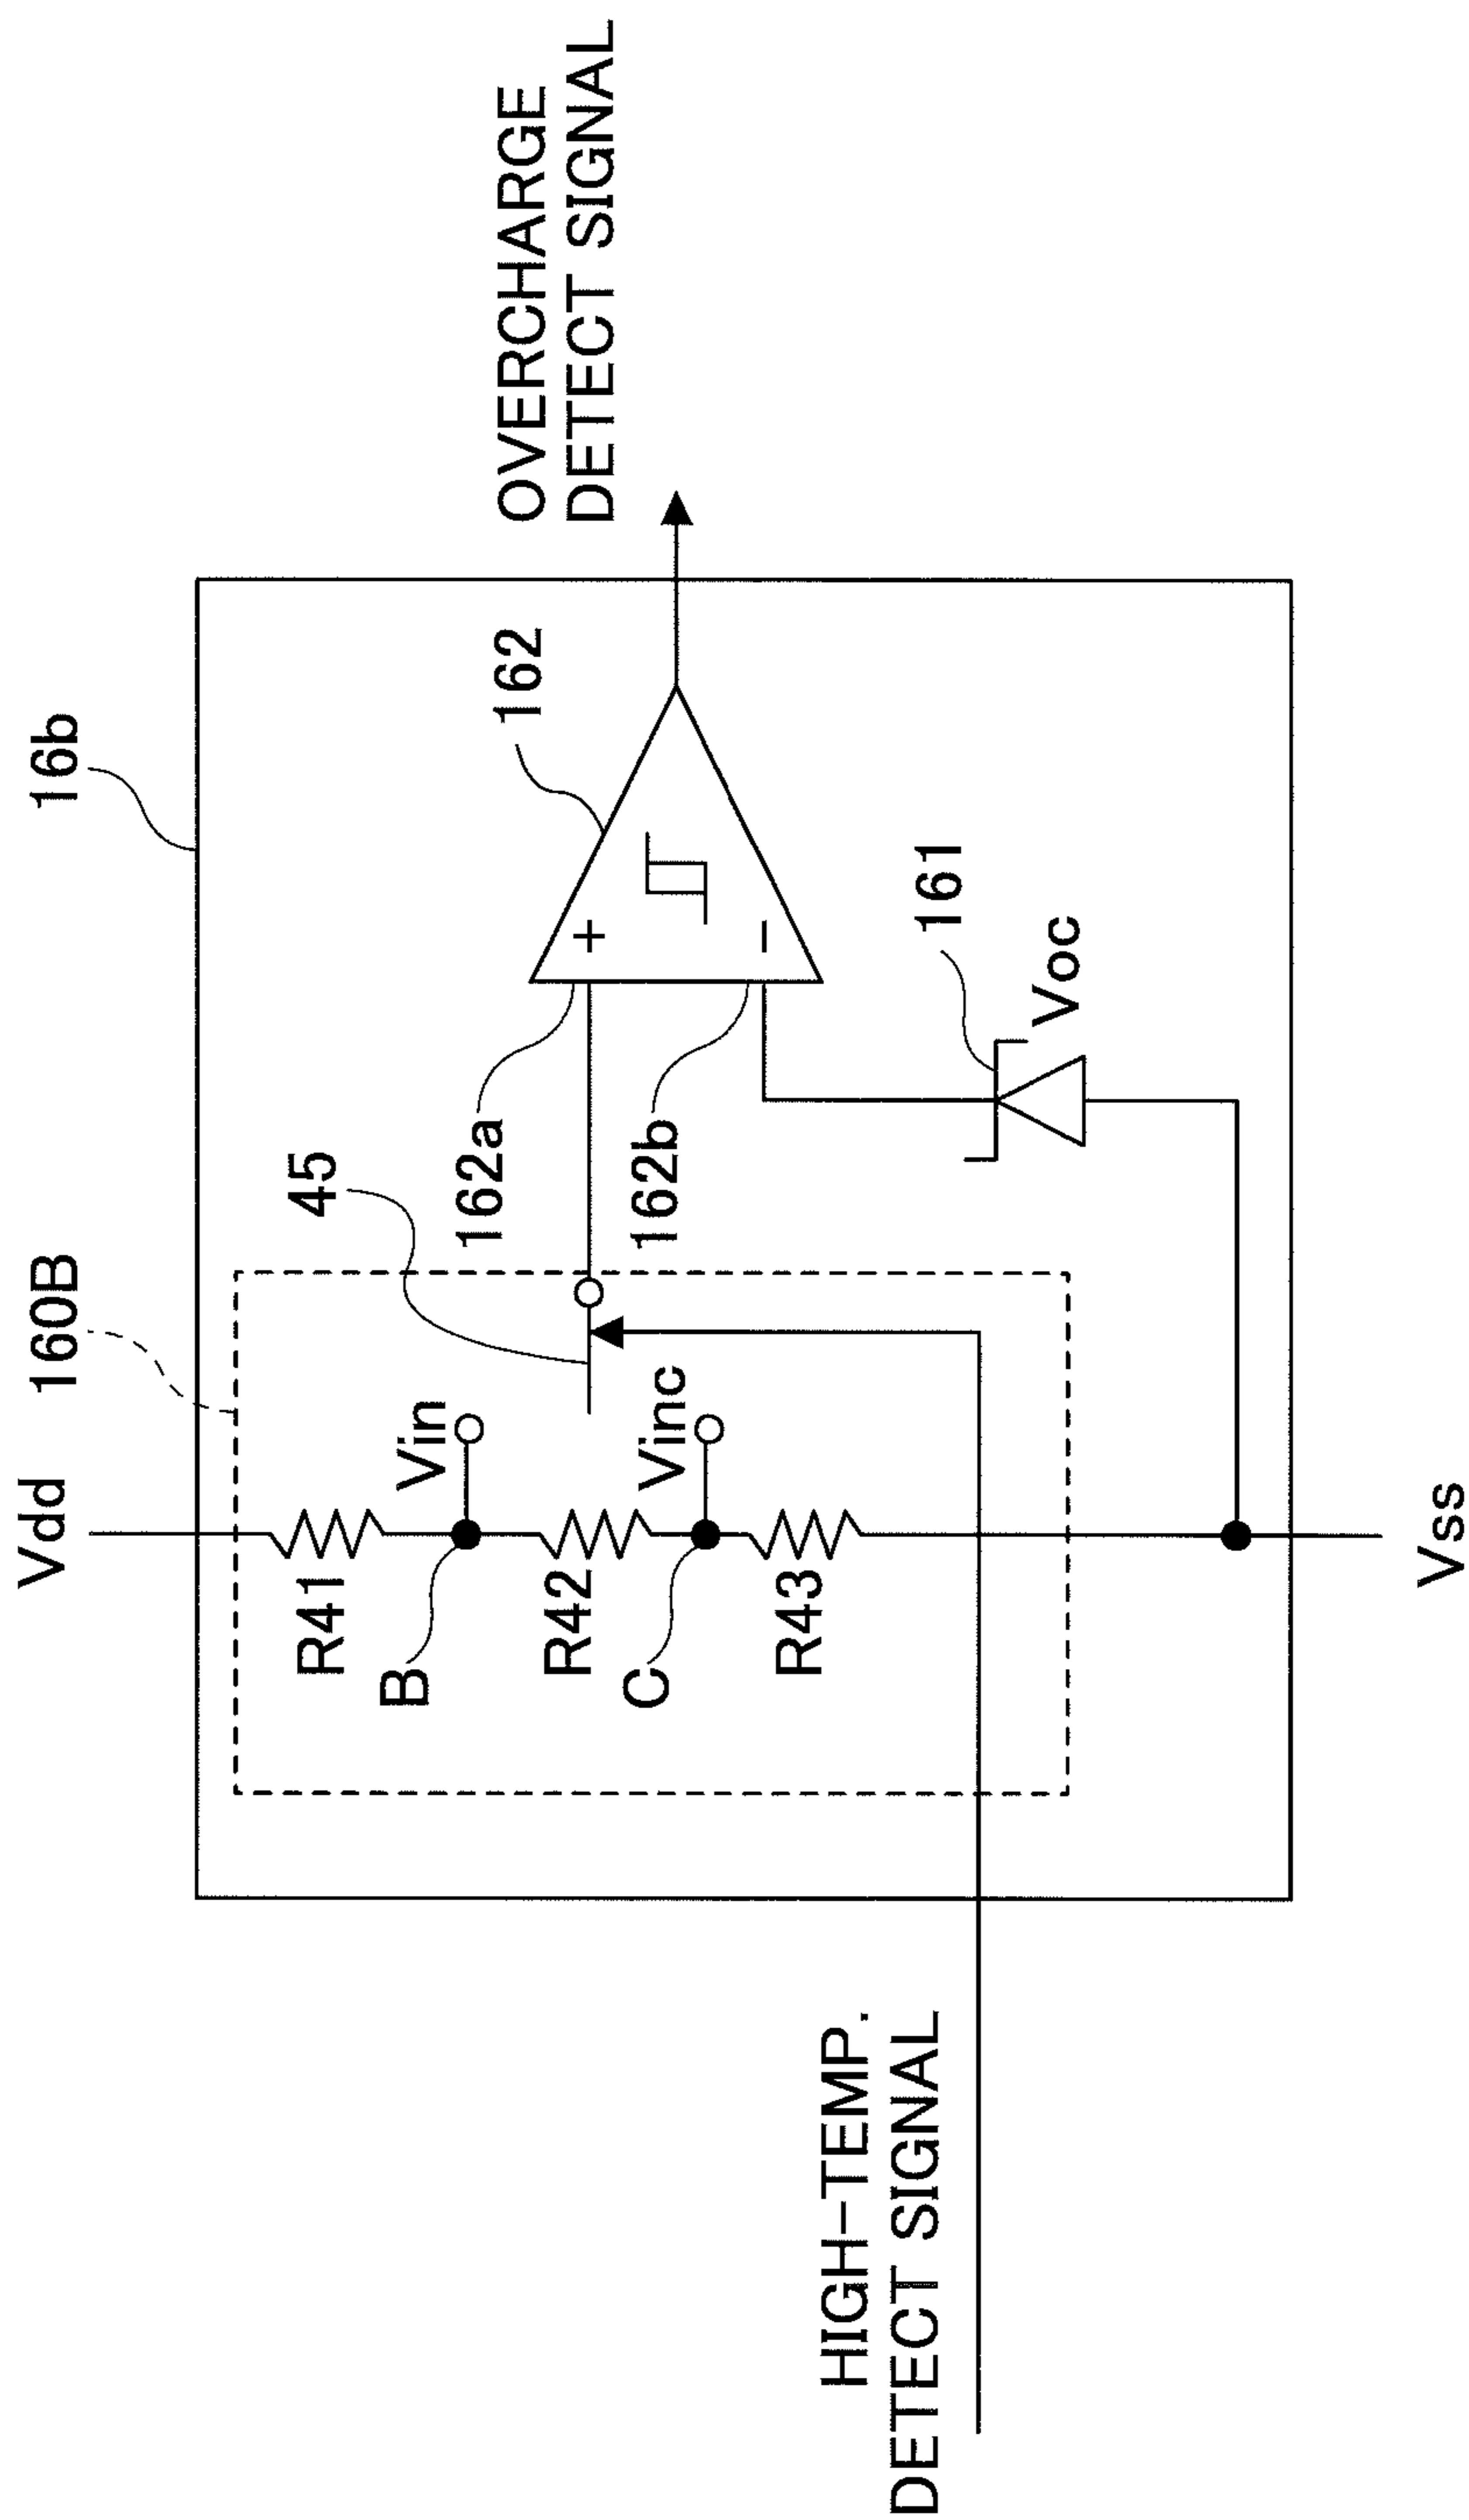 16b
Vdd
160B
45
162
OVERCHARGE
DETECT SIGNAL
R41
Vin
B
162a
+
R42
Vinc
C
162b
−
R43
161
Voc
HIGH-TEMP.
DETECT SIGNAL
Vss